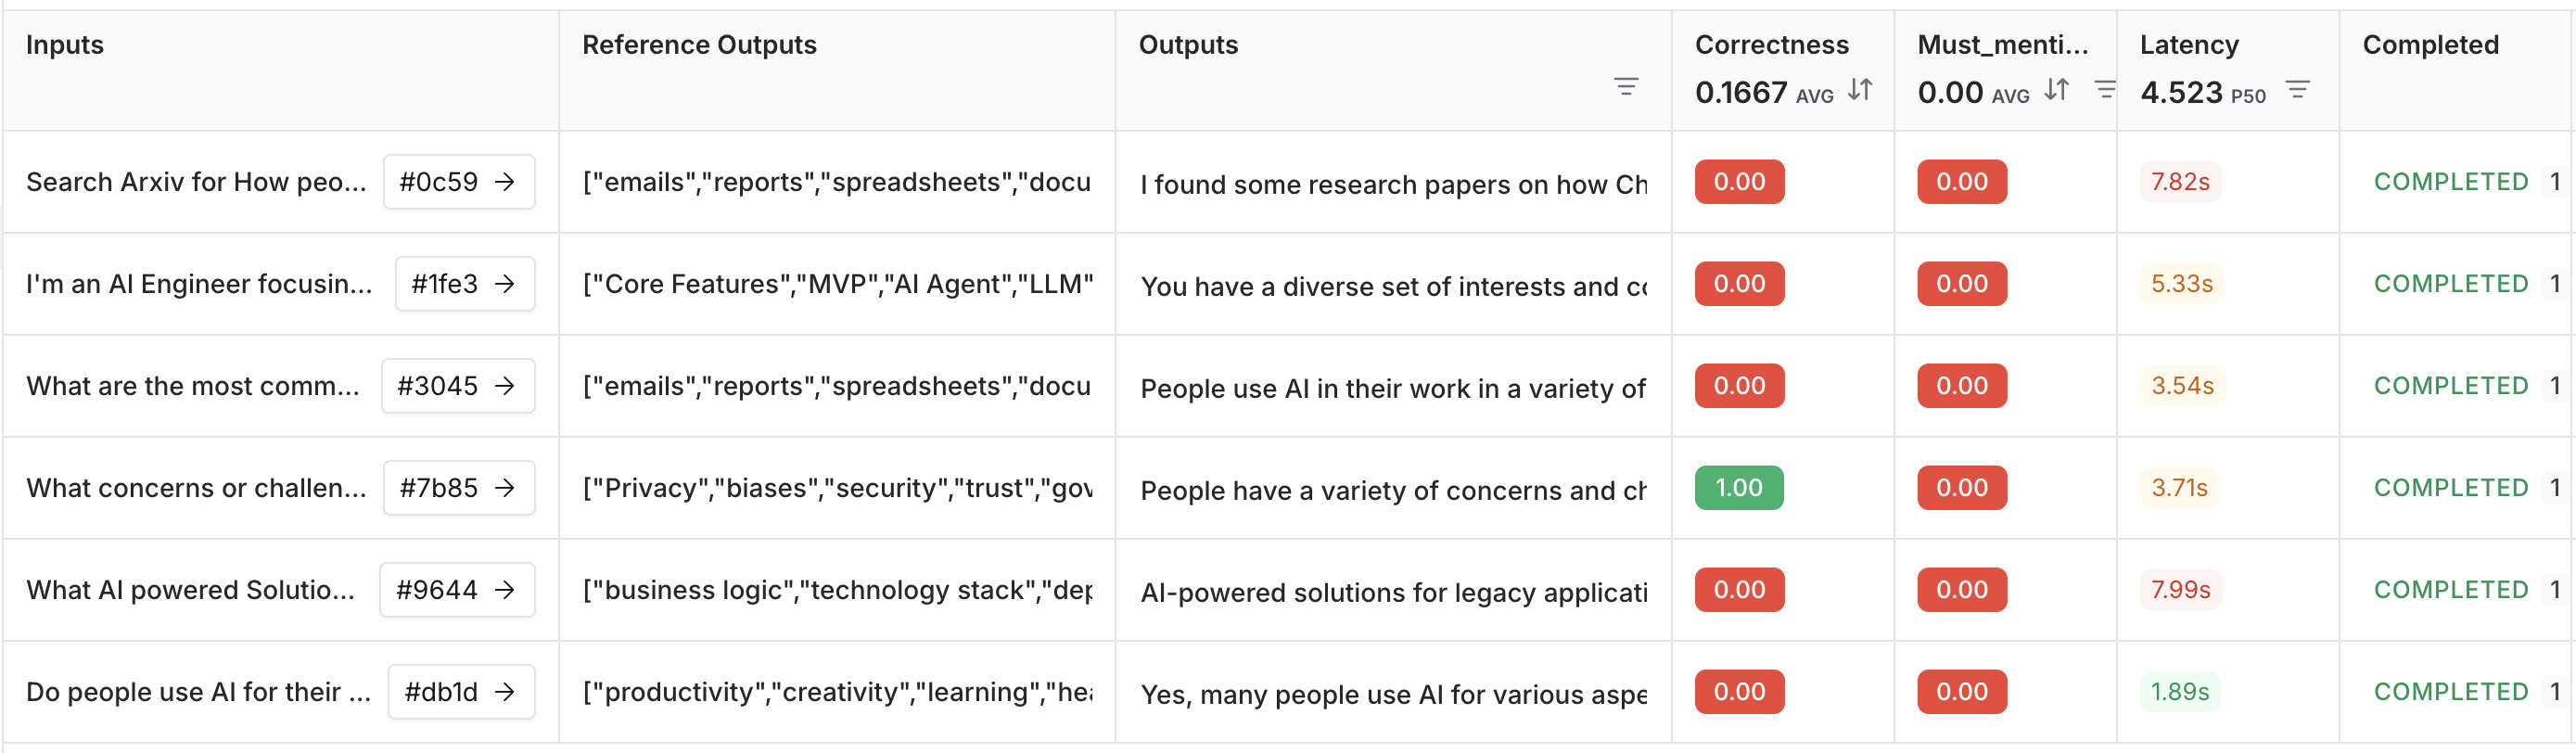 Inputs Reference Outputs Outputs Correctness Must_menti... Latency Completed
0.1667 AVG 0.00 AVG 4.523 P50
Search Arxiv for How peo... #0c59 → ["emails","reports","spreadsheets","docu I found some research papers on how Ch 0.00 0.00 7.82s COMPLETED 1
I'm an AI Engineer focusin... #1fe3 → ["Core Features","MVP","AI Agent","LLM" You have a diverse set of interests and co 0.00 0.00 5.33s COMPLETED 1
What are the most comm... #3045 → ["emails","reports","spreadsheets","docu People use AI in their work in a variety of 0.00 0.00 3.54s COMPLETED 1
What concerns or challen... #7b85 → ["Privacy","biases","security","trust","gov People have a variety of concerns and ch 1.00 0.00 3.71s COMPLETED 1
What AI powered Solutio... #9644 → ["business logic","technology stack","dep AI-powered solutions for legacy applicati 0.00 0.00 7.99s COMPLETED 1
Do people use AI for their ... #db1d → ["productivity","creativity","learning","hea Yes, many people use AI for various aspe 0.00 0.00 1.89s COMPLETED 1